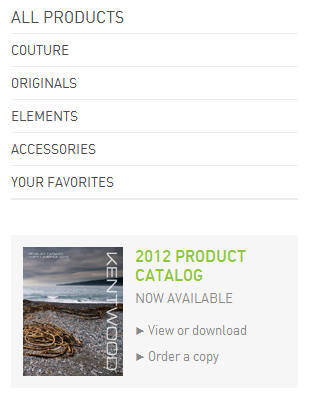 ALL PRODUCTS
COUTURE
ORIGINALS
ELEMENTS
ACCESSORIES
YOUR FAVORITES
KENTWOOD
2012 PRODUCT
CATALOG
NOW AVAILABLE
View or download
Order a copy